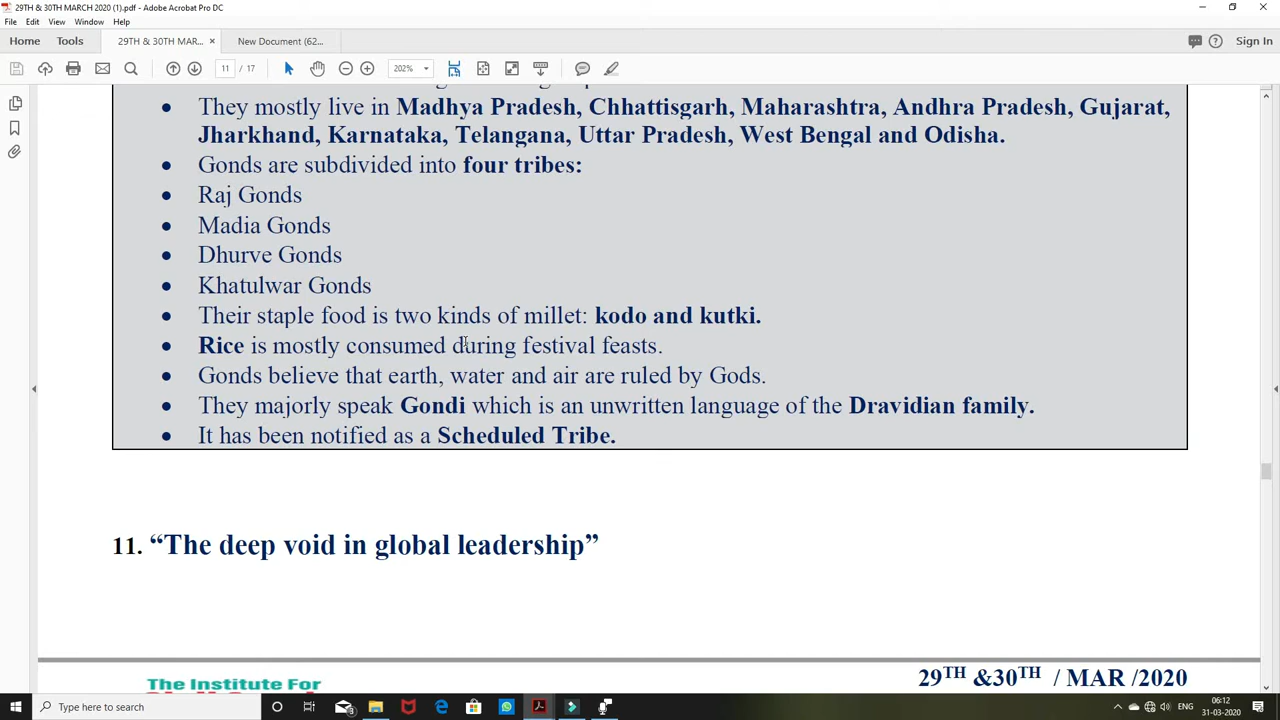 29TH & 30TH MARCH 2020 (1).pdf - Adobe Acrobat Pro DC
File Edit View Window Help
Home Tools 29TH & 30TH MAR... × New Document (62... Sign In
11 / 17 202%
• They mostly live in Madhya Pradesh, Chhattisgarh, Maharashtra, Andhra Pradesh, Gujarat,
Jharkhand, Karnataka, Telangana, Uttar Pradesh, West Bengal and Odisha.
• Gonds are subdivided into four tribes:
• Raj Gonds
• Madia Gonds
• Dhurve Gonds
• Khatulwar Gonds
• Their staple food is two kinds of millet: kodo and kutki.
• Rice is mostly consumed during festival feasts.
• Gonds believe that earth, water and air are ruled by Gods.
• They majorly speak Gondi which is an unwritten language of the Dravidian family.
• It has been notified as a Scheduled Tribe.
11. “The deep void in global leadership”
The Institute For
29TH &30TH / MAR /2020
Type here to search
ENG
06:12
31-03-2020